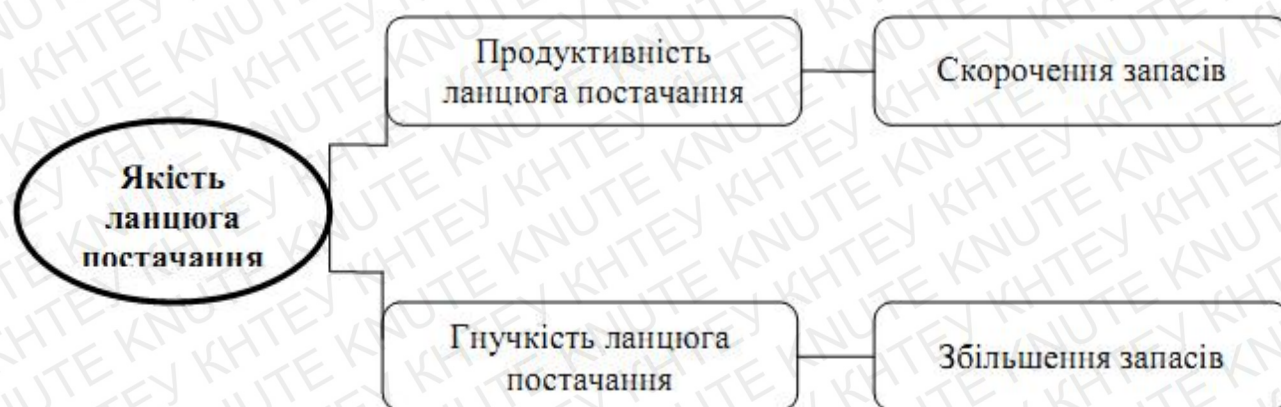 Продуктивність
ланцюга постачання
Скорочення запасів
Якість
ланцюга
постачання
Гнучкість ланцюга
постачання
Збільшення запасів